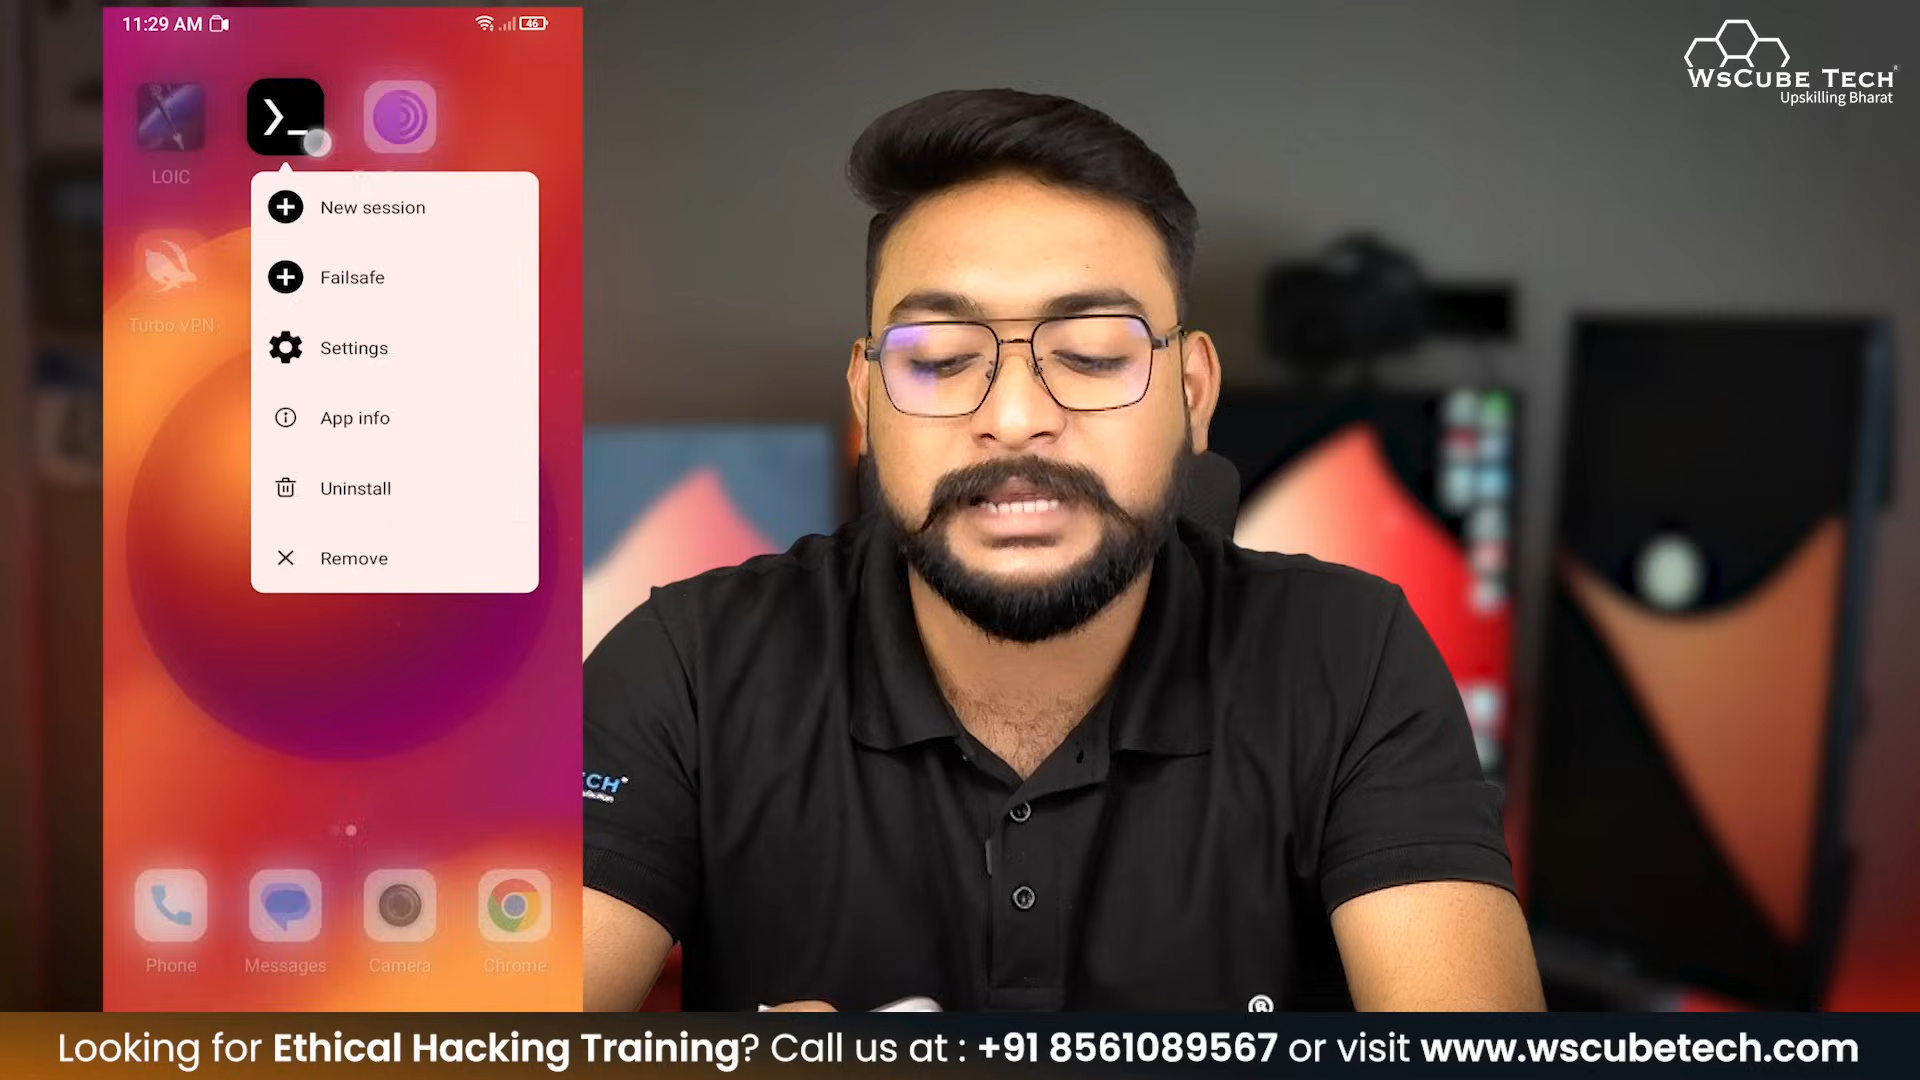 11:29 AM
46
WSCUBE TECH
Upskilling Bharat
LOIC
New session
Failsafe
Turbo VPN
Settings
App info
Uninstall
Remove
Phone
Messages
Camera
Chrome
Looking for Ethical Hacking Training? Call us at : +91 8561089567 or visit www.wscubetech.com